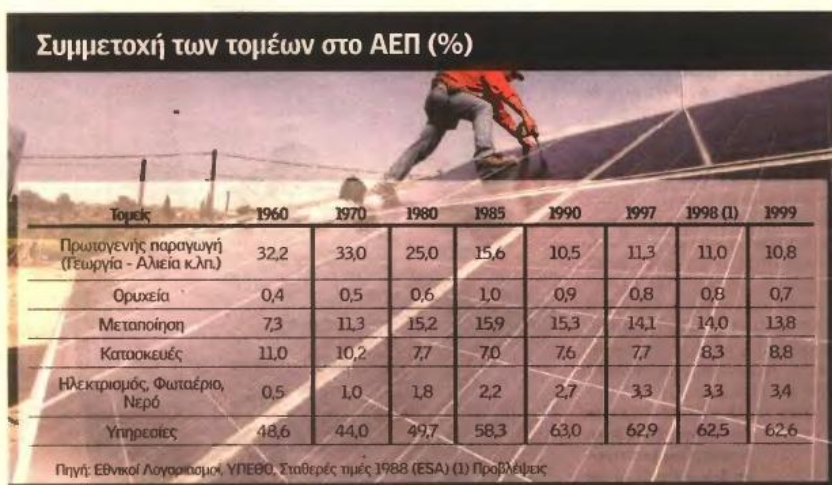 Συμμετοχή των τομέων στο ΑΕΠ (%)
Τομείς 1960 1970 1980 1985 1990 1997 1998 (1) 1999
Πρωτογενής παραγωγή
(Γεωργία - Αλιεία κ.λπ.) 32,2 33,0 25,0 15,6 10,5 11,3 11,0 10,8
Ορυχεία 0,4 0,5 0,6 1,0 0,9 0,8 0,8 0,7
Μεταποίηση 7,3 11,3 15,2 15,9 15,3 14,1 14,0 13,8
Κατασκευές 11,0 10,2 7,7 7,0 7,6 7,7 8,3 8,8
Ηλεκτρισμός, Φωταέριο,
Νερό 0,5 1,0 1,8 2,2 2,7 3,3 3,3 3,4
Υπηρεσίες 48,6 44,0 49,7 58,3 63,0 62,9 62,5 62,6
Πηγή: Εθνικοί Λογαριασμοί, ΥΠΕΘΟ, Σταθερές τιμές 1988 (ESA) (1) Προβλέψεις